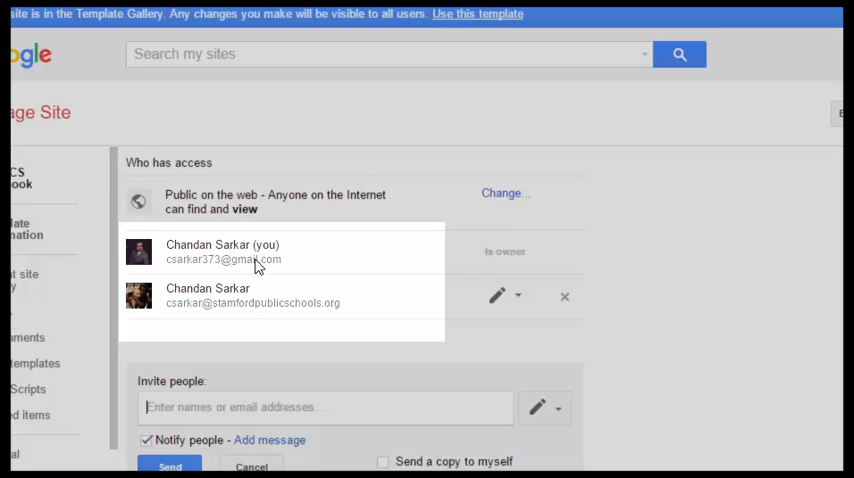 site is in the Template Gallery. Any changes you make will be visible to all users. Use this template
ogle
Search my sites
age Site
Who has access
CS
ook
Public on the web - Anyone on the Internet
can find and view
Change...
late
mation
Chandan Sarkar (you)
csarkar373@gmail.com
Is owner
nt site
y
Chandan Sarkar
csarkar@stamfordpublicschools.org
ments
templates
Scripts
ed items
al
Invite people:
Enter names or email addresses...
Notify people - Add message
Send
Cancel
Send a copy to myself